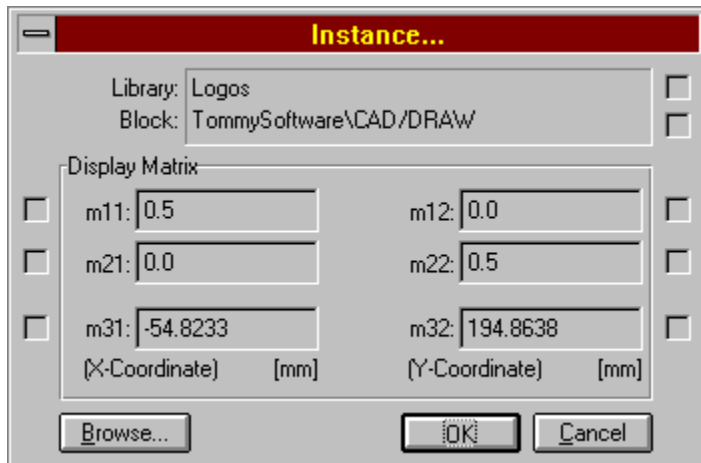 Instance...
Library: Logos
Block: TommySoftware\CAD/DRAW
Display Matrix
m11: 0.5 m12: 0.0
m21: 0.0 m22: 0.5
m31: -54.8233 m32: 194.8638
(X-Coordinate) [mm] (Y-Coordinate) [mm]
Browse... OK Cancel